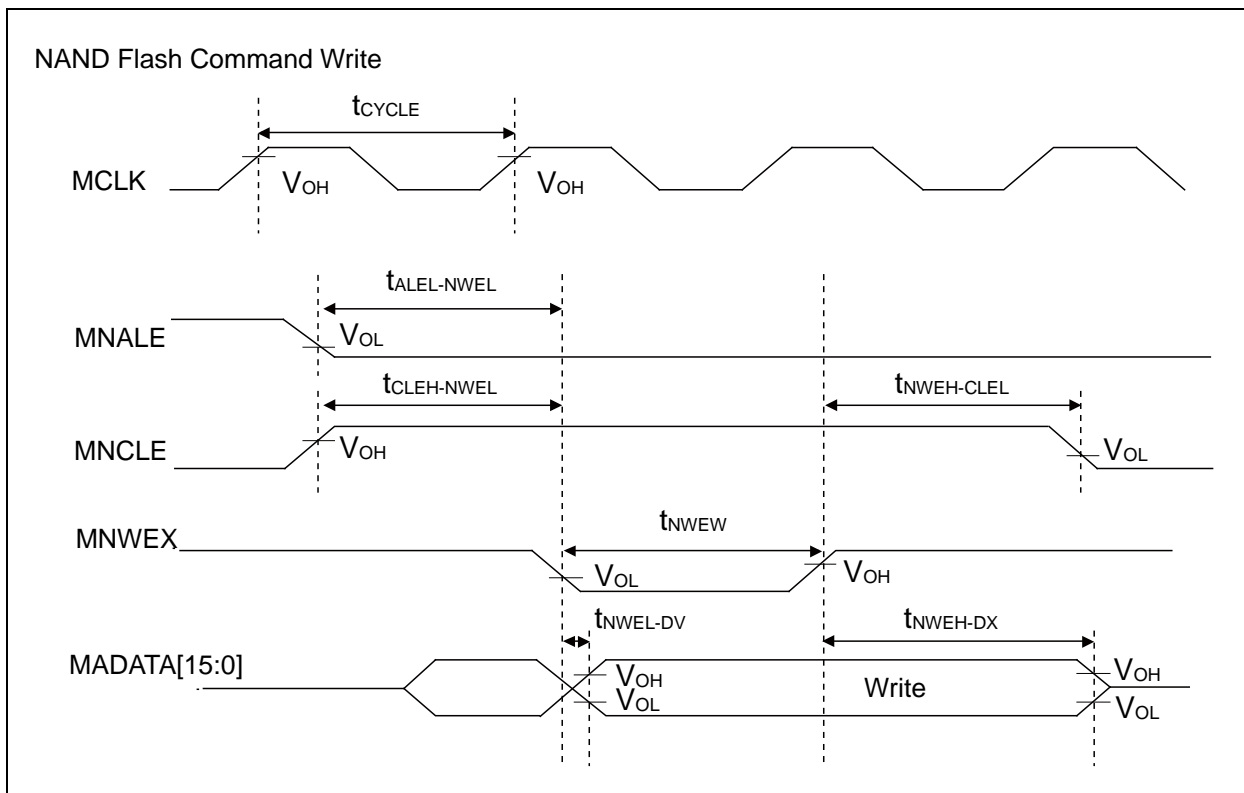 NAND Flash Command Write
tCYCLE
MCLK
VOH VOH
tALEL-NWEL
MNALE VOL
tCLEH-NWEL tNWEH-CLEL
MNCLE VOH VOL
tNWEW
MNWEX
VOL VOH
tNWEL-DV tNWEH-DX
MADATA[15:0]
VOH Write VOH
VOL VOL